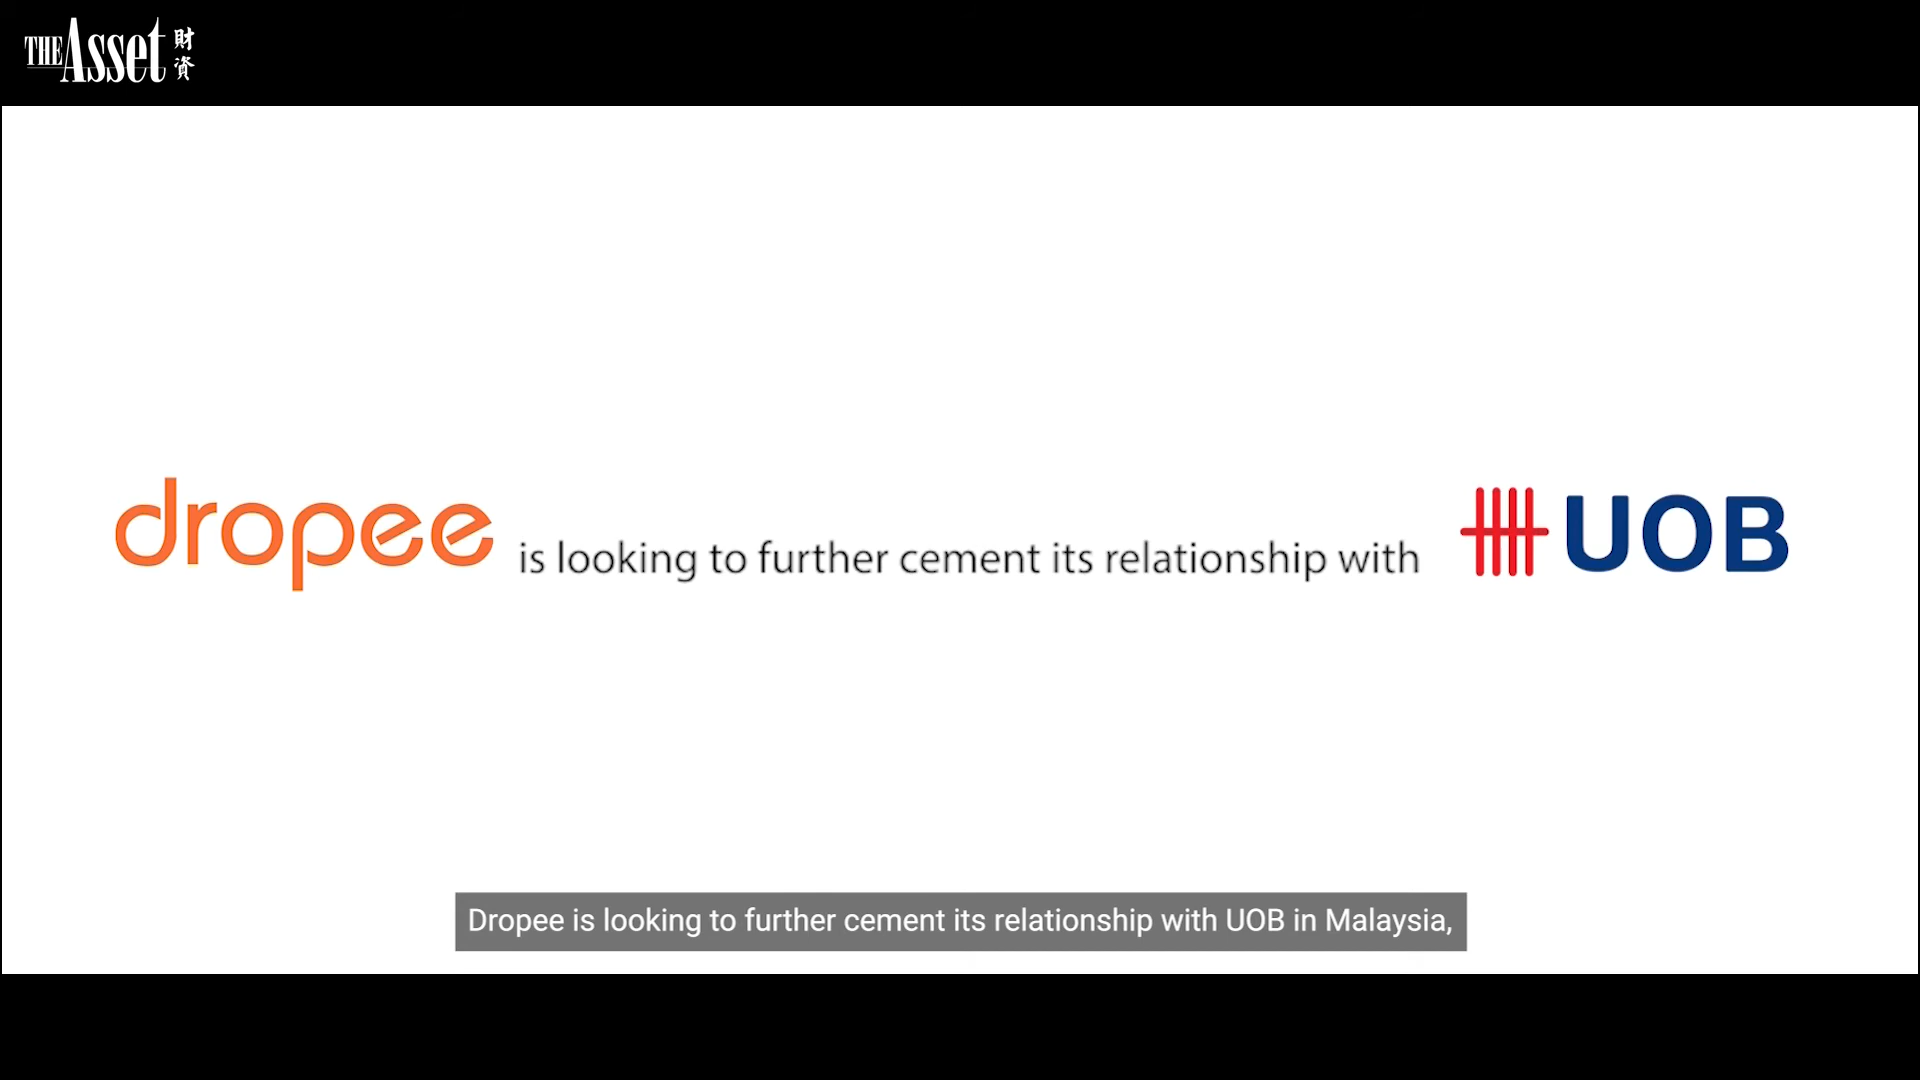 THE Asset 財資
dropee is looking to further cement its relationship with UOB
Dropee is looking to further cement its relationship with UOB in Malaysia,